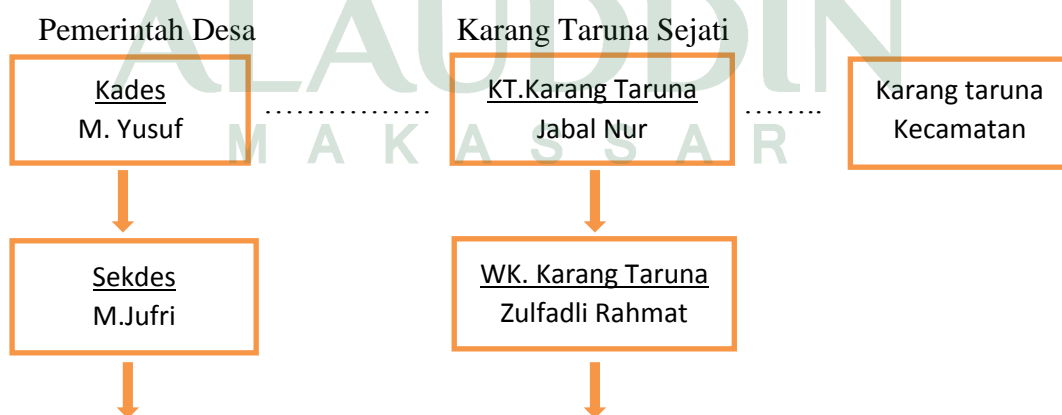 ALAUDDIN
MAKASSAR
Pemerintah Desa
Karang Taruna Sejati
Kades
M. Yusuf
KT.Karang Taruna
Jabal Nur
Karang taruna
Kecamatan
Sekdes
M.Jufri
WK. Karang Taruna
Zulfadli Rahmat